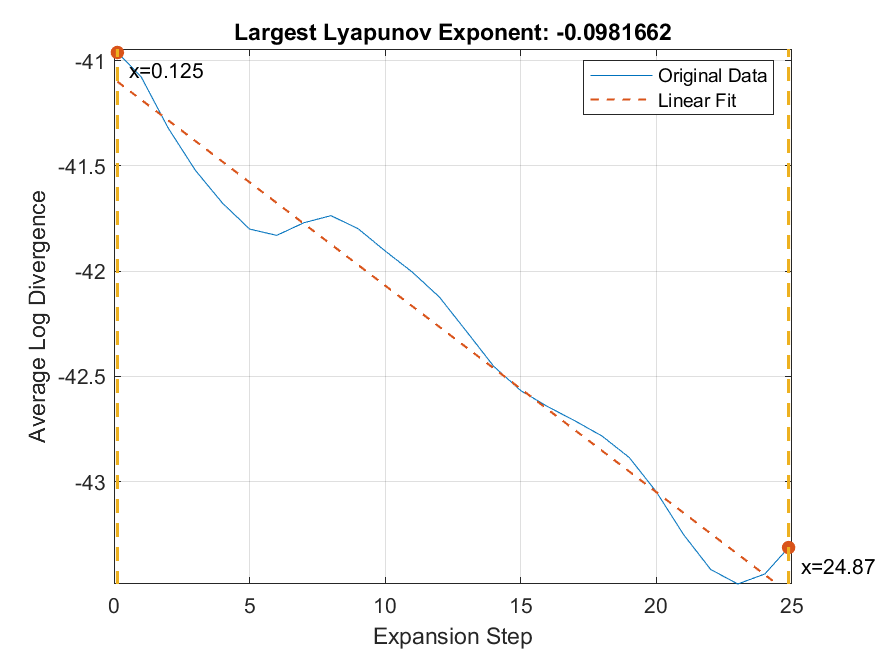 Largest Lyapunov Exponent: -0.0981662
-41
x=0.125
Original Data
Linear Fit
-41.5
-42
-42.5
-43
x=24.87
Average Log Divergence
0
5
10
15
20
25
Expansion Step